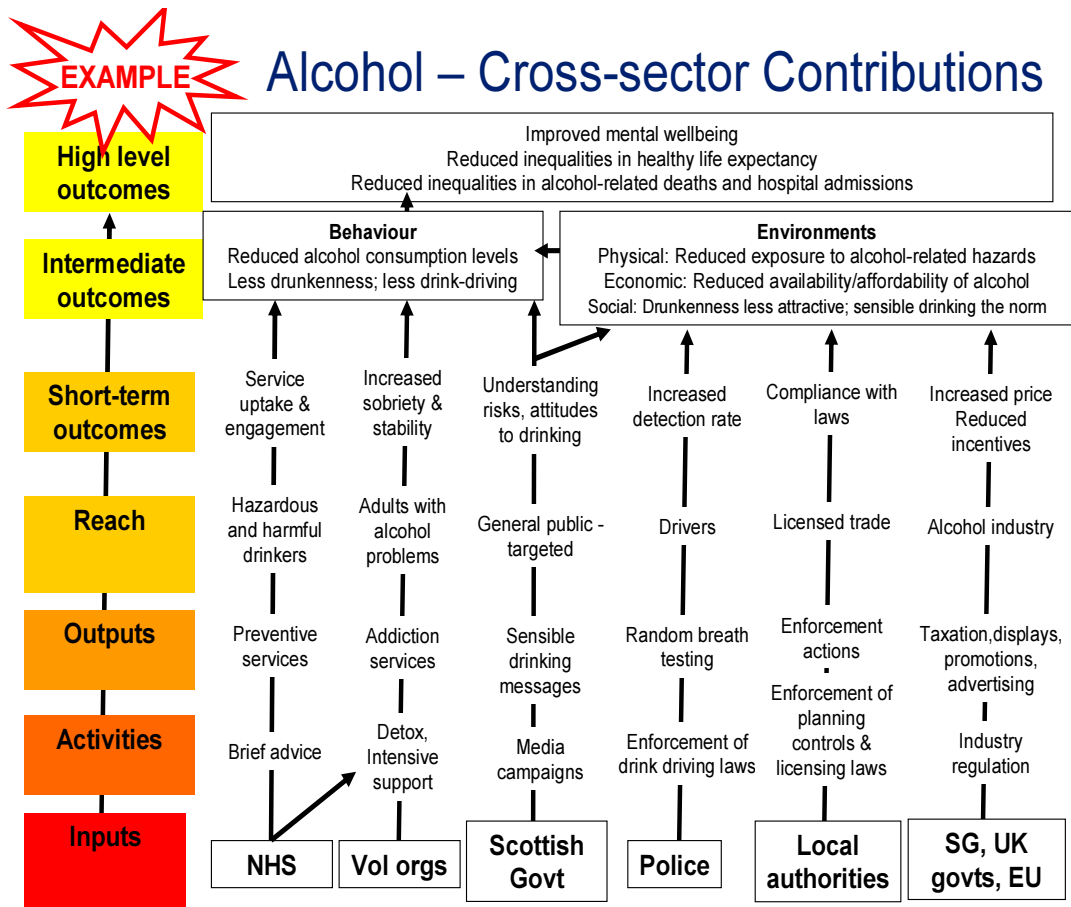 EXAMPLE
Alcohol – Cross-sector Contributions
High level
outcomes
Improved mental wellbeing
Reduced inequalities in healthy life expectancy
Reduced inequalities in alcohol-related deaths and hospital admissions
Intermediate
outcomes
Behaviour
Reduced alcohol consumption levels
Less drunkenness; less drink-driving
Environments
Physical: Reduced exposure to alcohol-related hazards
Economic: Reduced availability/affordability of alcohol
Social: Drunkenness less attractive; sensible drinking the norm
Short-term
outcomes
Service
uptake &
engagement
Increased
sobriety &
stability
Understanding
risks, attitudes
to drinking
Increased
detection rate
Compliance with
laws
Increased price
Reduced
incentives
Reach
Hazardous
and harmful
drinkers
Adults with
alcohol
problems
General public -
targeted
Drivers
Licensed trade
Alcohol industry
Outputs
Preventive
services
Addiction
services
Sensible
drinking
messages
Random breath
testing
Enforcement
actions
Taxation,displays,
promotions,
advertising
Activities
Brief advice
Detox,
Intensive
support
Media
campaigns
Enforcement of
drink driving laws
Enforcement of
planning
controls &
licensing laws
Industry
regulation
Inputs
NHS
Vol orgs
Scottish
Govt
Police
Local
authorities
SG, UK
govts, EU